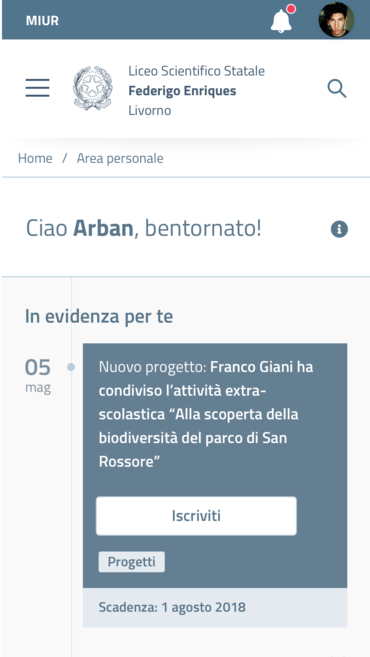 MIUR
Liceo Scientifico Statale
Federigo Enriques
Livorno
Home / Area personale
Ciao Arban, bentornato!
In evidenza per te
05
mag
Nuovo progetto: Franco Giani ha
condiviso l'attività extra-
scolastica “Alla scoperta della
biodiversità del parco di San
Rossore”
Iscriviti
Progetti
Scadenza: 1 agosto 2018